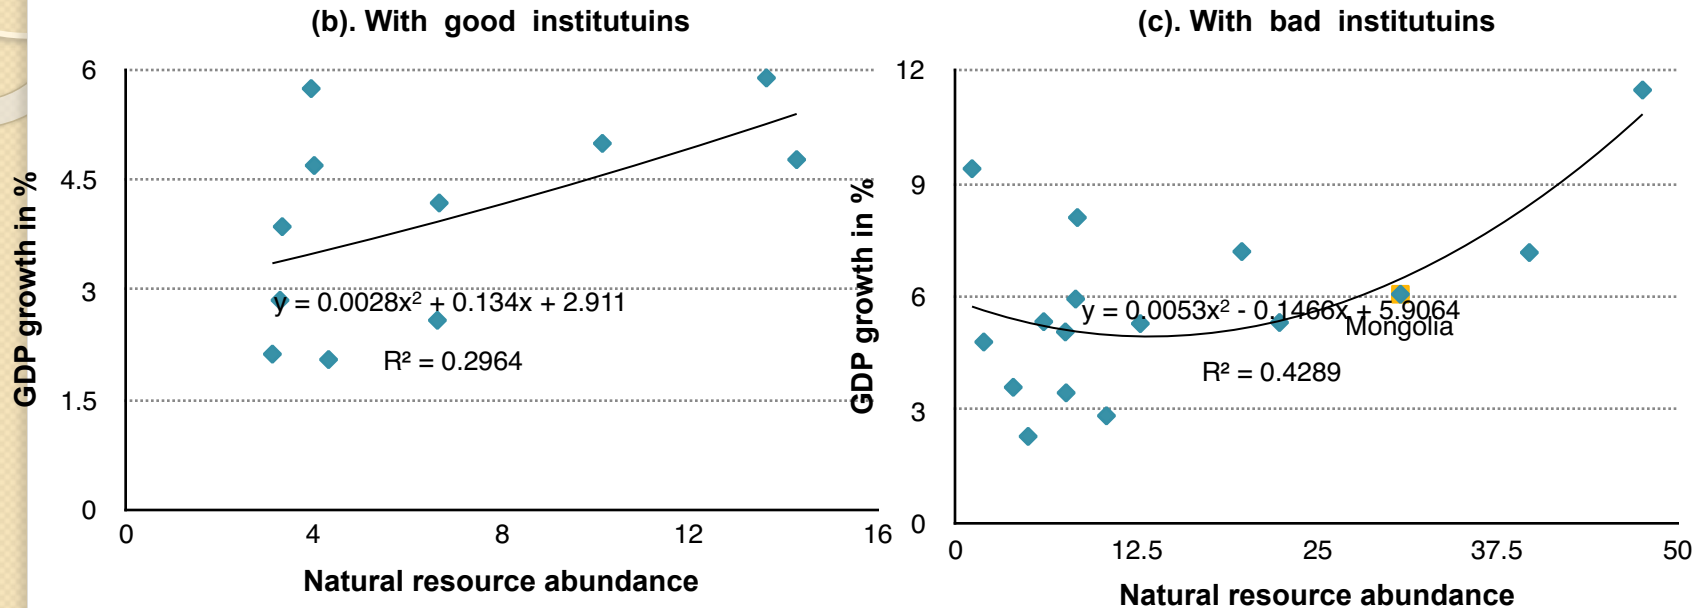 (b). With good institutuins
GDP growth in %
6
4.5
3
1.5
0
y = 0.0028x² + 0.134x + 2.911
R² = 0.2964
0 4 8 12 16
Natural resource abundance
(c). With bad institutuins
GDP growth in %
12
9
6
3
0
y = 0.0053x² - 0.1466x + 5.9064
Mongolia
R² = 0.4289
0 12.5 25 37.5 50
Natural resource abundance